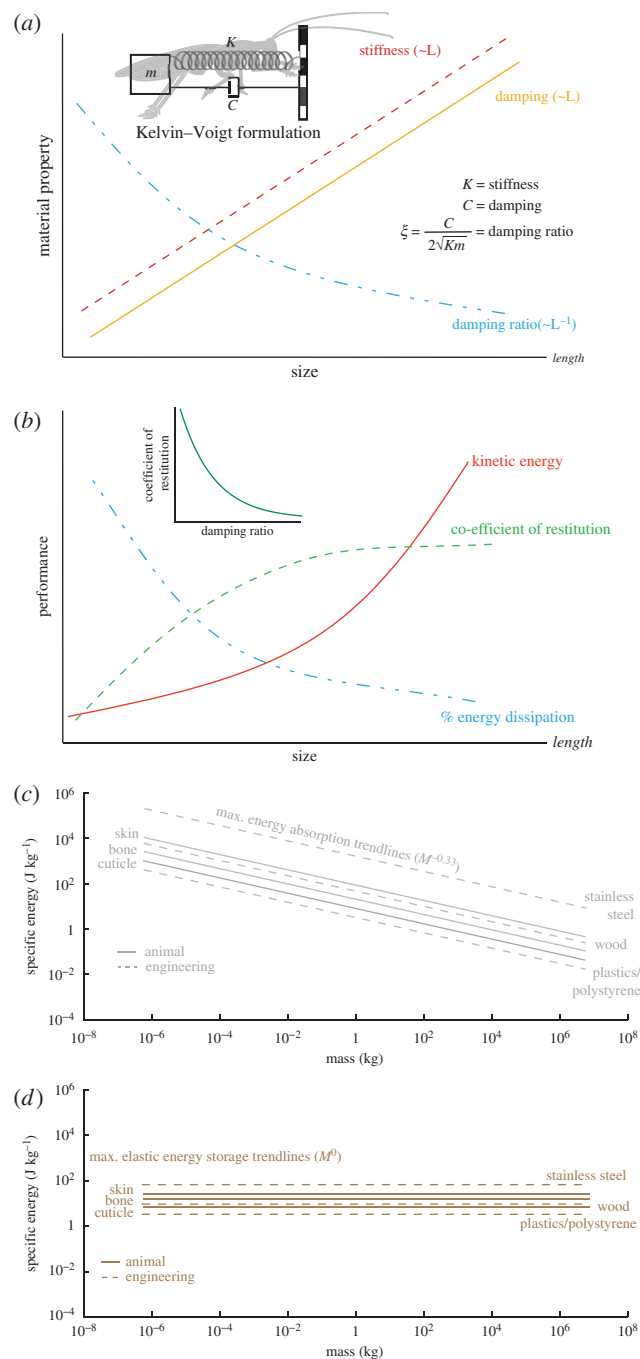 (a)
K
m
C
Kelvin–Voigt formulation
stiffness (~L)
damping (~L)
K = stiffness
C = damping
ξ = C / 2√Km = damping ratio
damping ratio(~L⁻¹)
material property
length
size
(b)
coefficient of
restitution
damping ratio
kinetic energy
co-efficient of restitution
% energy dissipation
performance
length
size
(c)
10⁶
10⁴
10²
1
10⁻²
10⁻⁴
specific energy (J kg⁻¹)
max. energy absorption trendlines (M⁻⁰·³³)
skin
bone
cuticle
stainless
steel
wood
plastics/
polystyrene
animal
engineering
10⁻⁸ 10⁻⁶ 10⁻⁴ 10⁻² 1 10² 10⁴ 10⁶ 10⁸
mass (kg)
(d)
10⁶
10⁴
10²
1
10⁻²
10⁻⁴
specific energy (J kg⁻¹)
max. elastic energy storage trendlines (M⁰)
skin
bone
cuticle
stainless steel
wood
plastics/polystyrene
animal
engineering
10⁻⁸ 10⁻⁶ 10⁻⁴ 10⁻² 1 10² 10⁴ 10⁶ 10⁸
mass (kg)